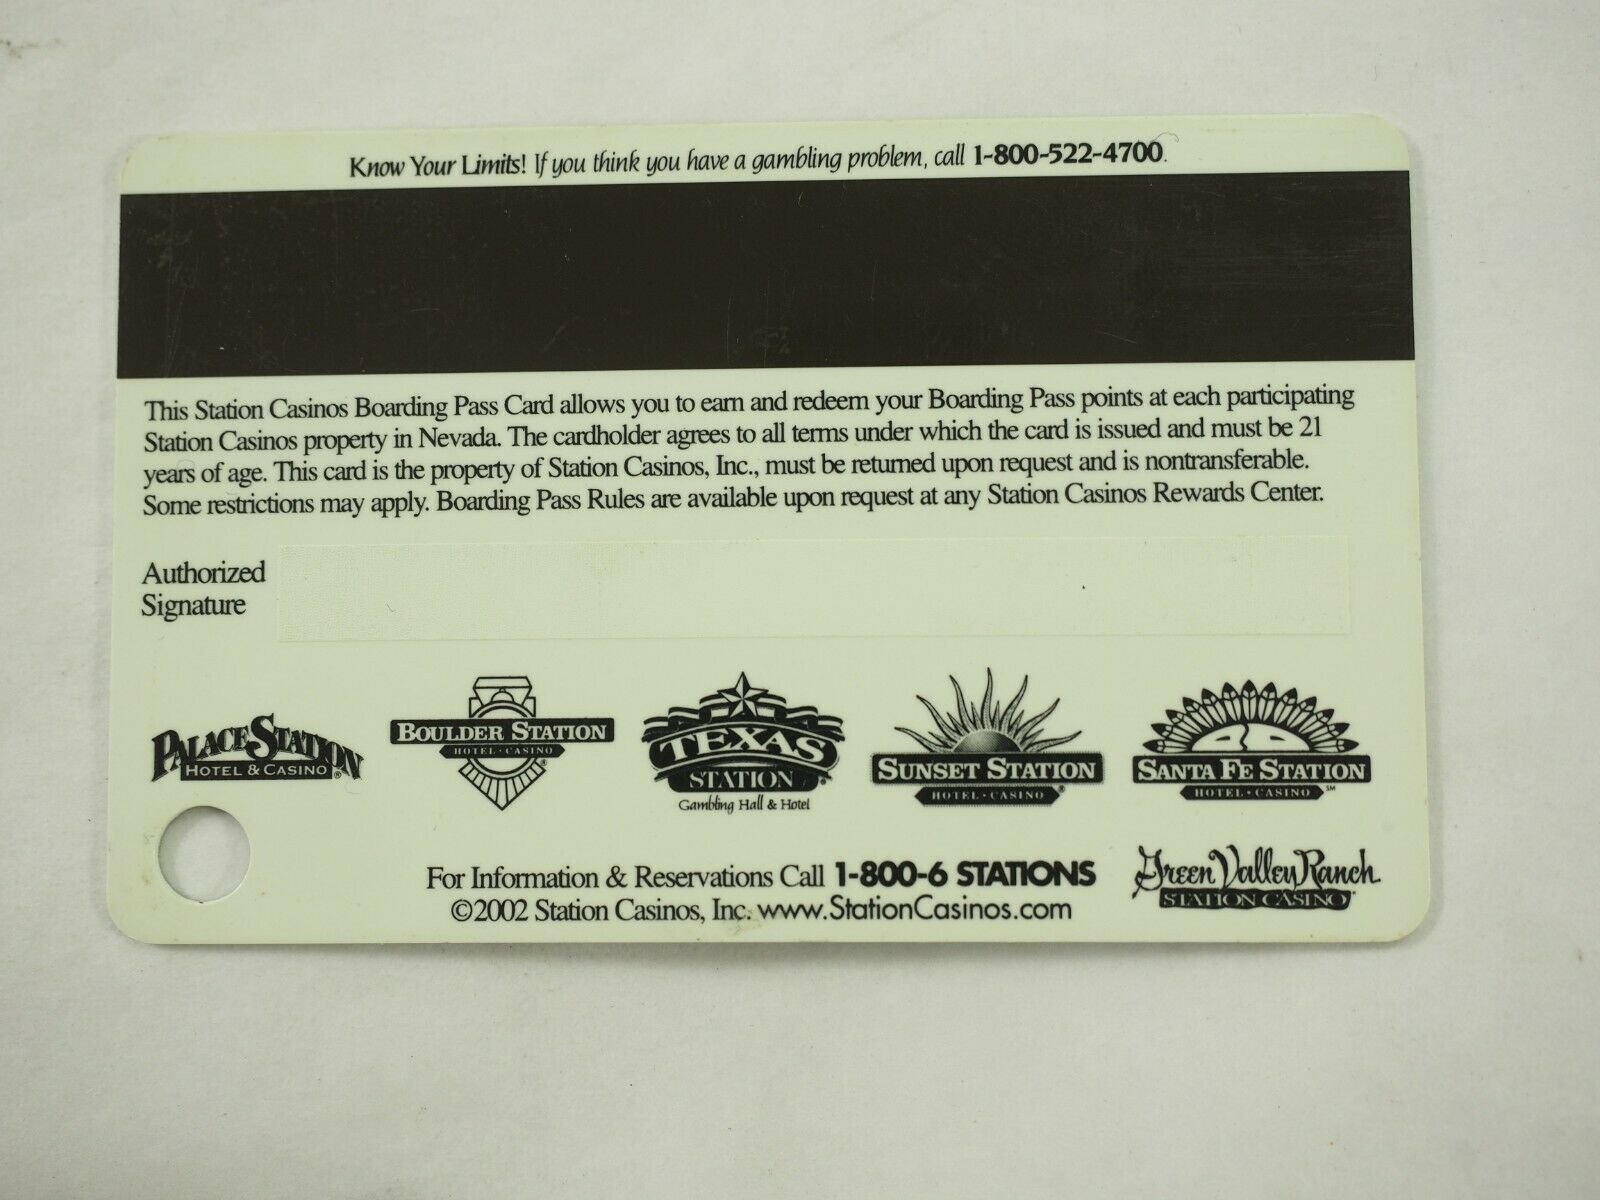 Know Your Limits! If you think you have a gambling problem, call 1-800-522-4700.
This Station Casinos Boarding Pass Card allows you to earn and redeem your Boarding Pass points at each participating
Station Casinos property in Nevada. The cardholder agrees to all terms under which the card is issued and must be 21
years of age. This card is the property of Station Casinos, Inc., must be returned upon request and is nontransferable.
Some restrictions may apply. Boarding Pass Rules are available upon request at any Station Casinos Rewards Center.
Authorized
Signature
PALACE STATION
HOTEL & CASINO ®
BOULDER STATION
HOTEL · CASINO ®
TEXAS
STATION ®
Gambling Hall & Hotel
SUNSET STATION
HOTEL · CASINO ®
SANTA FE STATION
HOTEL · CASINO SM
For Information & Reservations Call 1-800-6 STATIONS
©2002 Station Casinos, Inc. www.StationCasinos.com
Green Valley Ranch
STATION CASINO